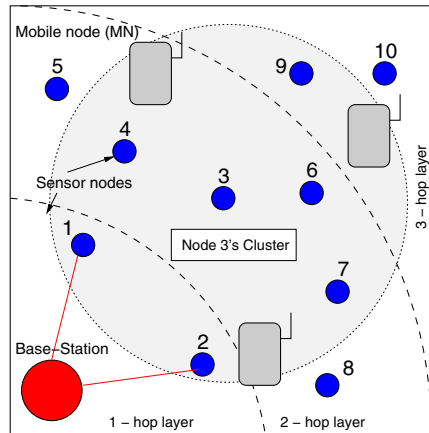 Mobile node (MN)
5
9
10
4
Sensor nodes
3
6
1
Node 3's Cluster
3 – hop layer
7
Base–Station
2
8
1 – hop layer
2 – hop layer